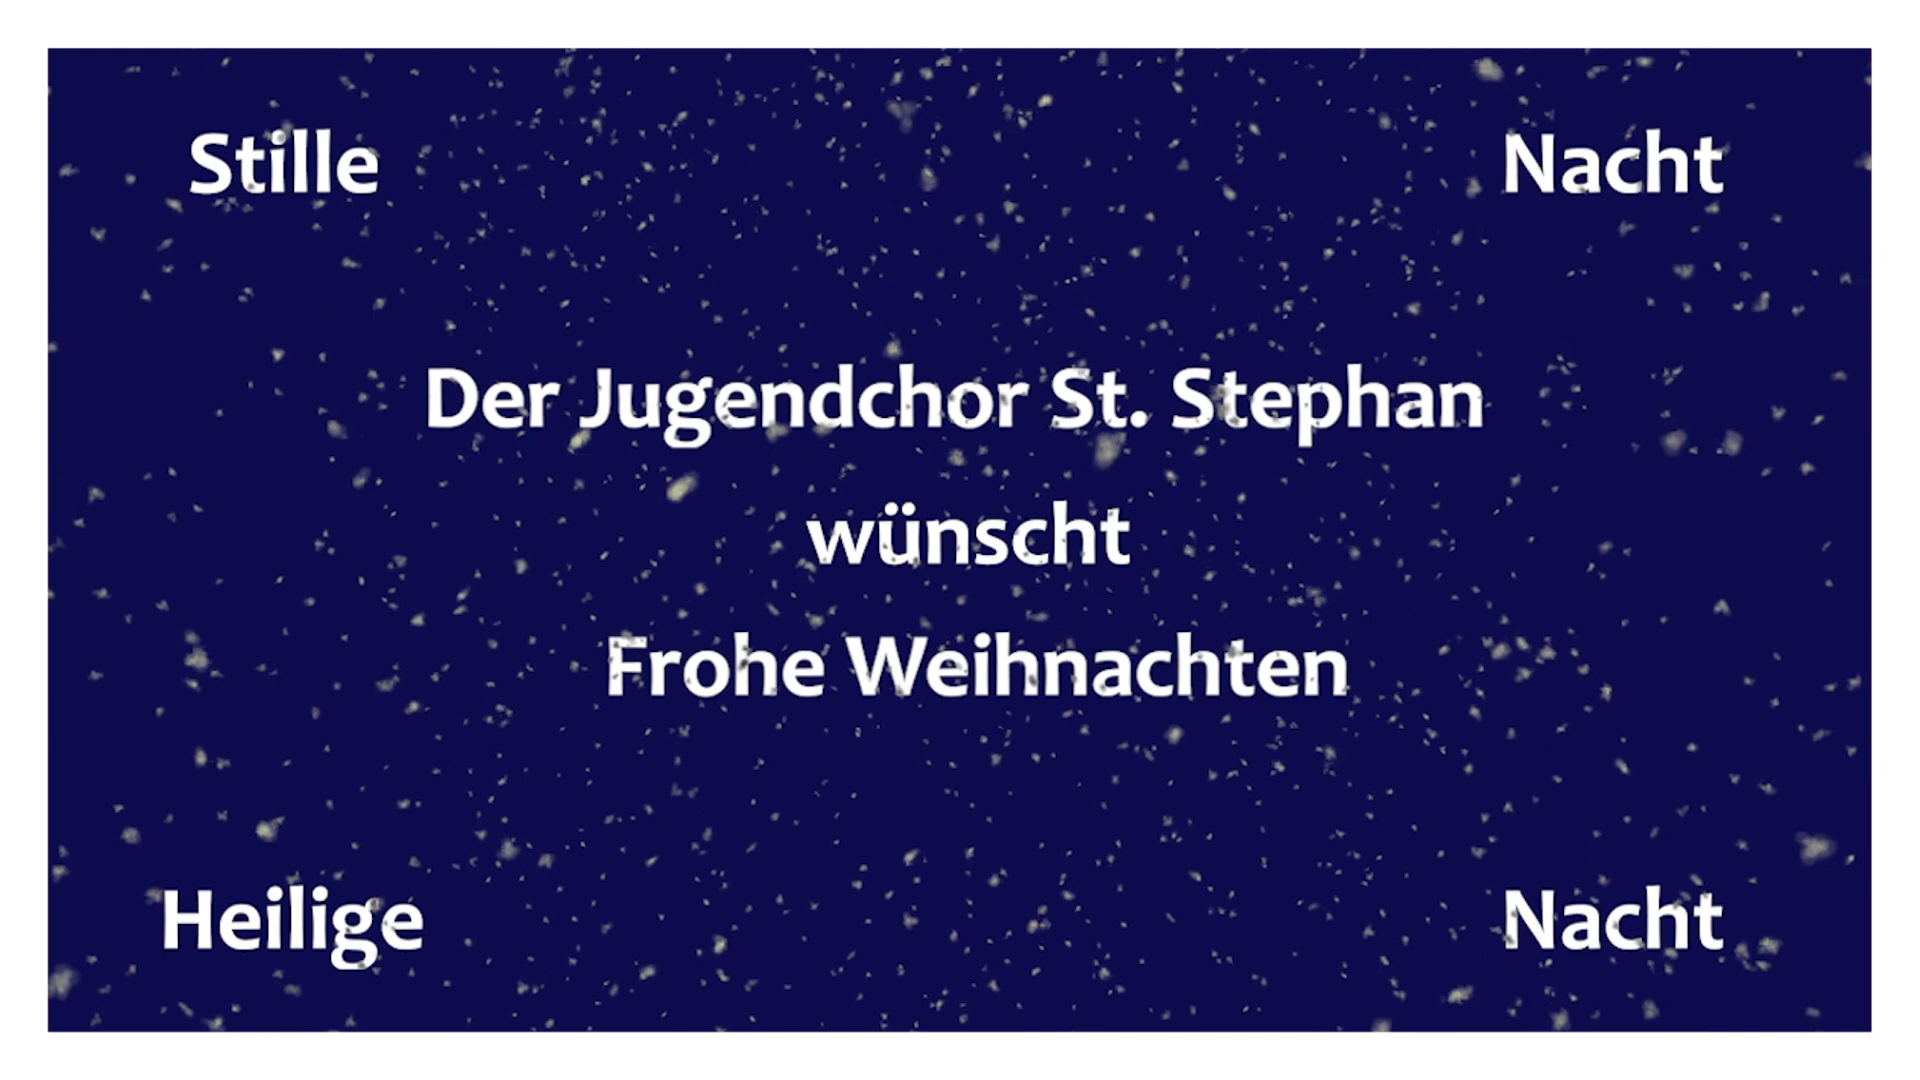 Stille Nacht
Der Jugendchor St. Stephan
wünscht
Frohe Weihnachten
Heilige Nacht